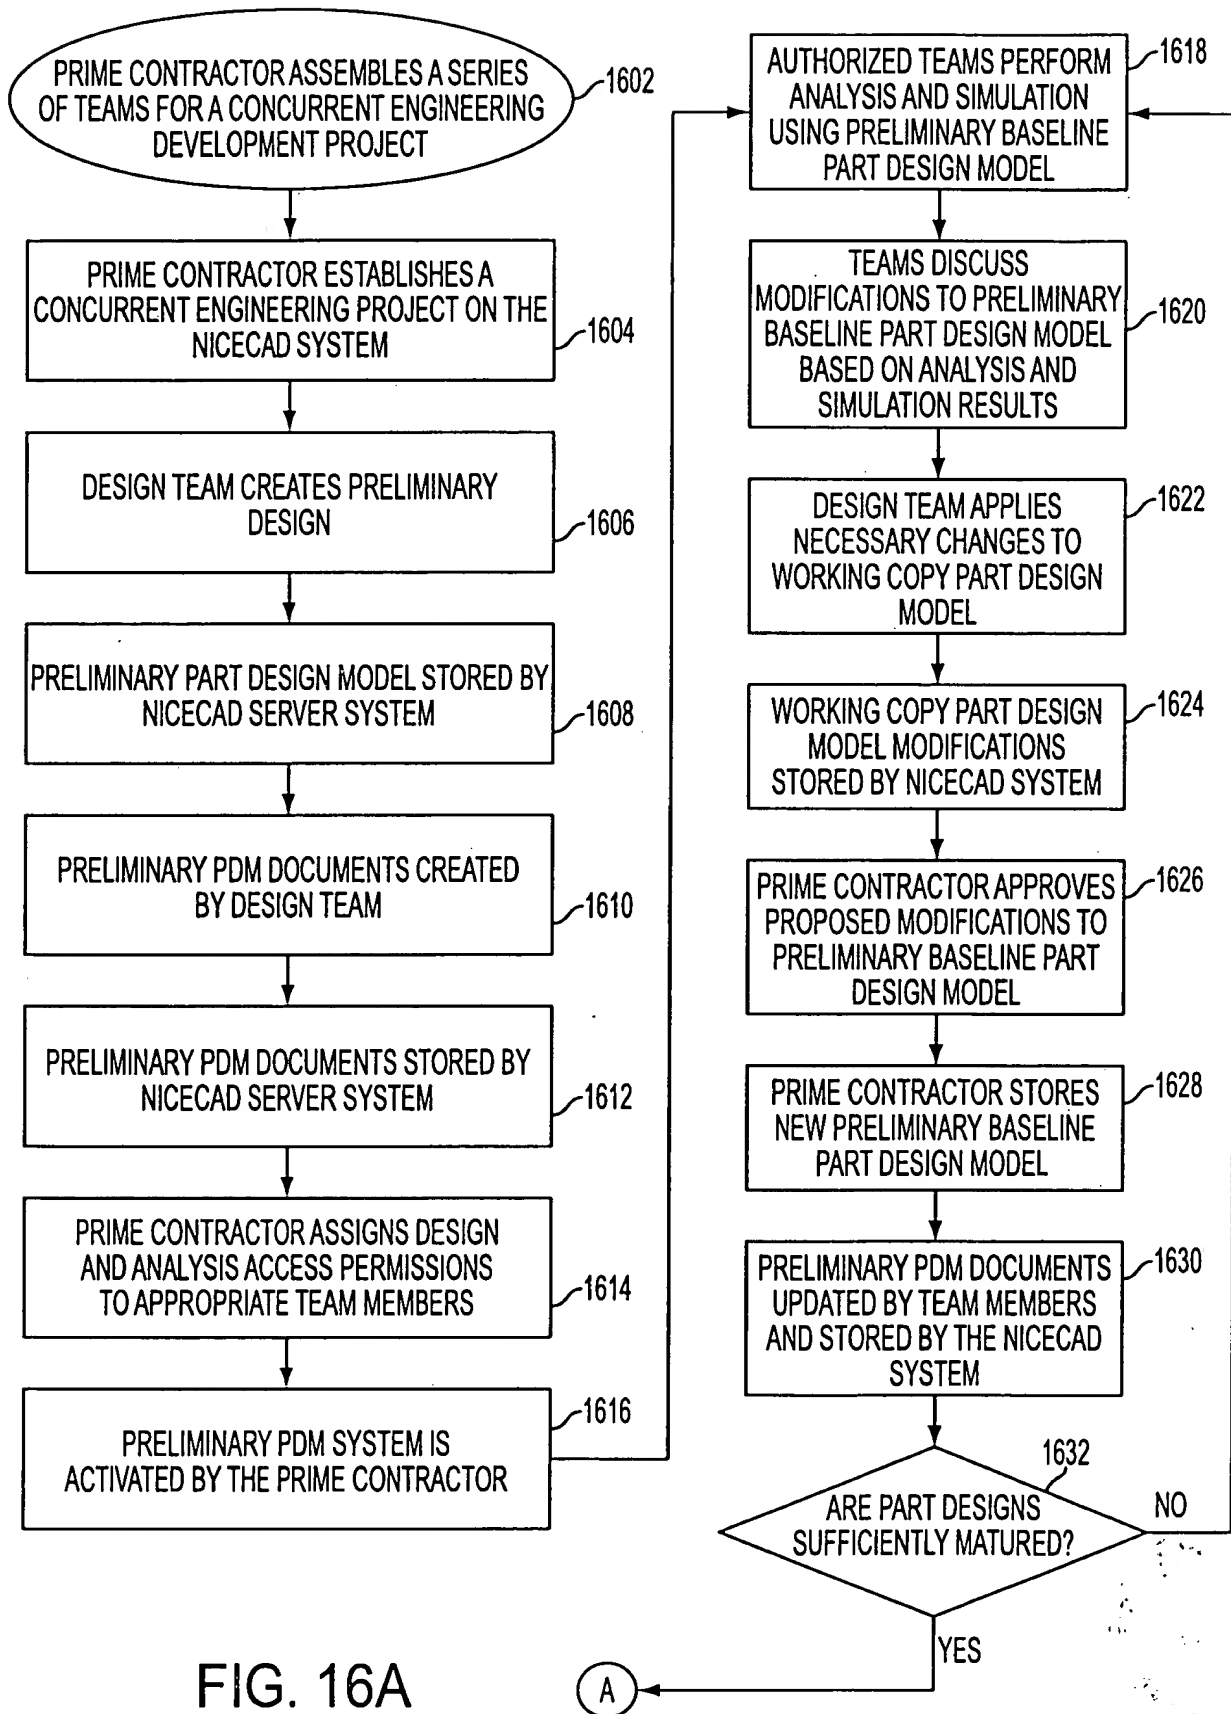 PRIME CONTRACTOR ASSEMBLES A SERIES
OF TEAMS FOR A CONCURRENT ENGINEERING
DEVELOPMENT PROJECT
1602
PRIME CONTRACTOR ESTABLISHES A
CONCURRENT ENGINEERING PROJECT ON THE
NICECAD SYSTEM
1604
DESIGN TEAM CREATES PRELIMINARY
DESIGN
1606
PRELIMINARY PART DESIGN MODEL STORED BY
NICECAD SERVER SYSTEM
1608
PRELIMINARY PDM DOCUMENTS CREATED
BY DESIGN TEAM
1610
PRELIMINARY PDM DOCUMENTS STORED BY
NICECAD SERVER SYSTEM
1612
PRIME CONTRACTOR ASSIGNS DESIGN
AND ANALYSIS ACCESS PERMISSIONS
TO APPROPRIATE TEAM MEMBERS
1614
PRELIMINARY PDM SYSTEM IS
ACTIVATED BY THE PRIME CONTRACTOR
1616
AUTHORIZED TEAMS PERFORM
ANALYSIS AND SIMULATION
USING PRELIMINARY BASELINE
PART DESIGN MODEL
1618
TEAMS DISCUSS
MODIFICATIONS TO PRELIMINARY
BASELINE PART DESIGN MODEL
BASED ON ANALYSIS AND
SIMULATION RESULTS
1620
DESIGN TEAM APPLIES
NECESSARY CHANGES TO
WORKING COPY PART DESIGN
MODEL
1622
WORKING COPY PART DESIGN
MODEL MODIFICATIONS
STORED BY NICECAD SYSTEM
1624
PRIME CONTRACTOR APPROVES
PROPOSED MODIFICATIONS TO
PRELIMINARY BASELINE PART
DESIGN MODEL
1626
PRIME CONTRACTOR STORES
NEW PRELIMINARY BASELINE
PART DESIGN MODEL
1628
PRELIMINARY PDM DOCUMENTS
UPDATED BY TEAM MEMBERS
AND STORED BY THE NICECAD
SYSTEM
1630
ARE PART DESIGNS
SUFFICIENTLY MATURED?
1632
NO
YES
A
FIG. 16A